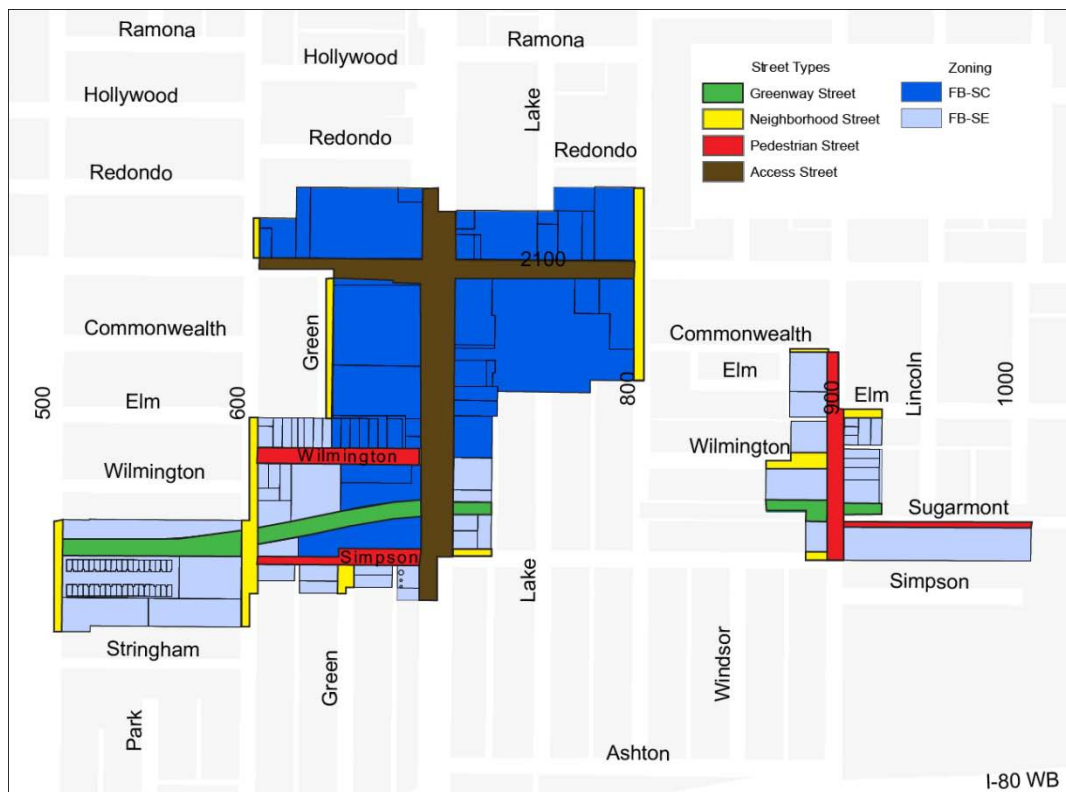 Ramona
Hollywood
Ramona
Hollywood
Lake
Redondo
Redondo
Redondo
Street Types
Greenway Street
Neighborhood Street
Pedestrian Street
Access Street
Zoning
FB-SC
FB-SE
2100
Commonwealth
Green
Commonwealth
Elm
Elm
500
600
Elm
800
900
Lincoln
1000
Wilmington
Wilmington
Wilmington
Sugarmont
Simpson
Simpson
Lake
Stringham
Green
Windsor
Park
Ashton
I-80 WB